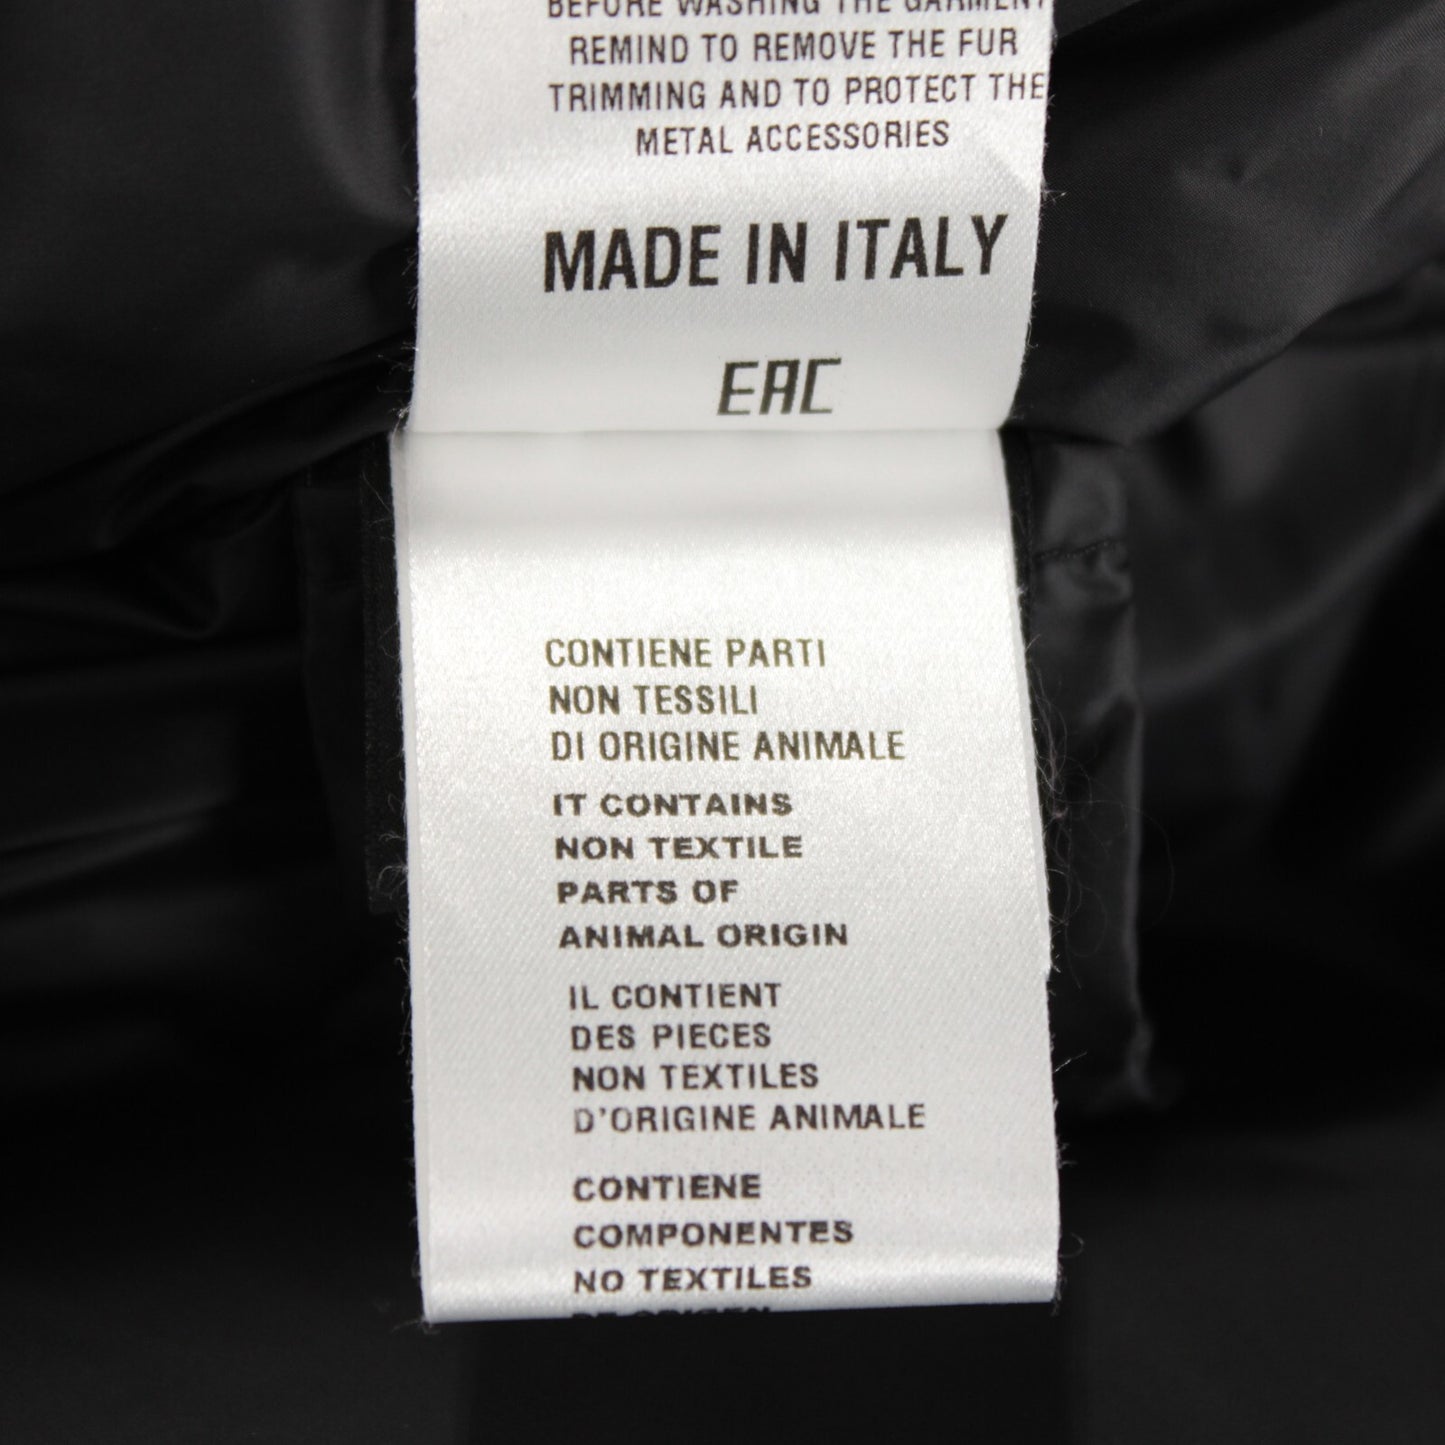 BEFORE WASHING THE GARMENT
REMIND TO REMOVE THE FUR
TRIMMING AND TO PROTECT THE
METAL ACCESSORIES
MADE IN ITALY
EAC
CONTIENE PARTI
NON TESSILI
DI ORIGINE ANIMALE
IT CONTAINS
NON TEXTILE
PARTS OF
ANIMAL ORIGIN
IL CONTIENT
DES PIECES
NON TEXTILES
D'ORIGINE ANIMALE
CONTIENE
COMPONENTES
NO TEXTILES
DE ORIGEN